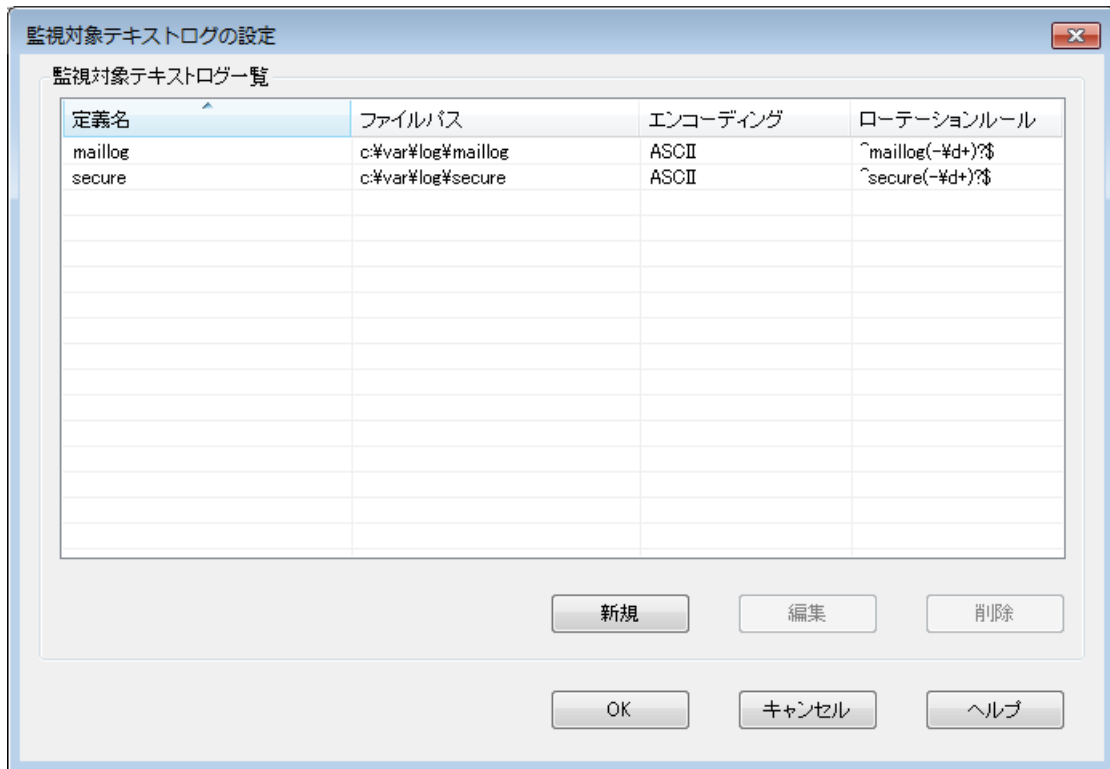 監視対象テキストログの設定
監視対象テキストログ一覧
定義名 ファイルパス エンコーディング ローテーションルール
maillog c:¥var¥log¥maillog ASCII ^maillog(-¥d+)?$
secure c:¥var¥log¥secure ASCII ^secure(-¥d+)?$
新規 編集 削除
OK キャンセル ヘルプ